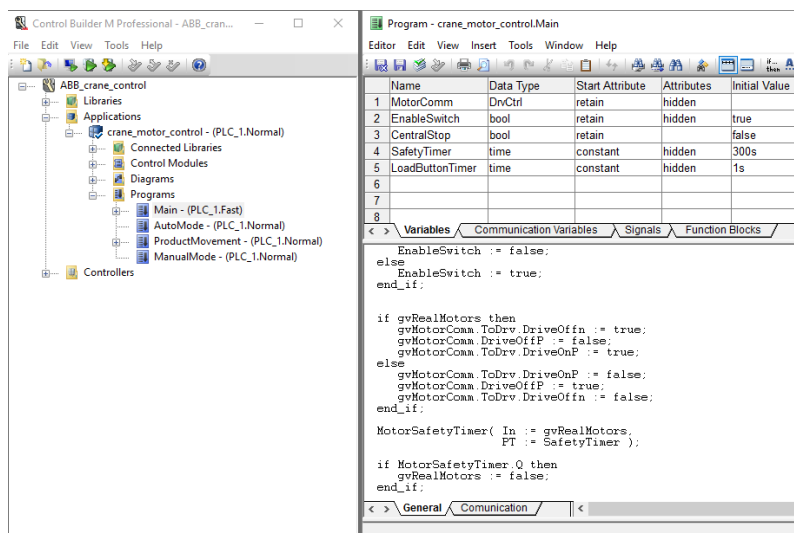 Control Builder M Professional - ABB_cran...
File Edit View Tools Help
ABB_crane_control
Libraries
Applications
crane_motor_control - (PLC_1.Normal)
Connected Libraries
Control Modules
Diagrams
Programs
Main - (PLC_1.Fast)
AutoMode - (PLC_1.Normal)
ProductMovement - (PLC_1.Normal)
ManualMode - (PLC_1.Normal)
Controllers
Program - crane_motor_control.Main
Editor Edit View Insert Tools Window Help
if... then
Name Data Type Start Attribute Attributes Initial Value
1 MotorComm DrvCtrl retain hidden
2 EnableSwitch bool retain hidden true
3 CentralStop bool retain false
4 SafetyTimer time constant hidden 300s
5 LoadButtonTimer time constant hidden 1s
6
7
8
Variables Communication Variables Signals Function Blocks
EnableSwitch := false;
else
EnableSwitch := true;
end_if;
if gvRealMotors then
gvMotorComm.ToDrv.DriveOffn := true;
gvMotorComm.DriveOffP := false;
gvMotorComm.ToDrv.DriveOnP := true;
else
gvMotorComm.ToDrv.DriveOnP := false;
gvMotorComm.DriveOffP := true;
gvMotorComm.ToDrv.DriveOffn := false;
end_if;
MotorSafetyTimer( In := gvRealMotors,
PT := SafetyTimer );
if MotorSafetyTimer.Q then
gvRealMotors := false;
end_if;
General Comunication